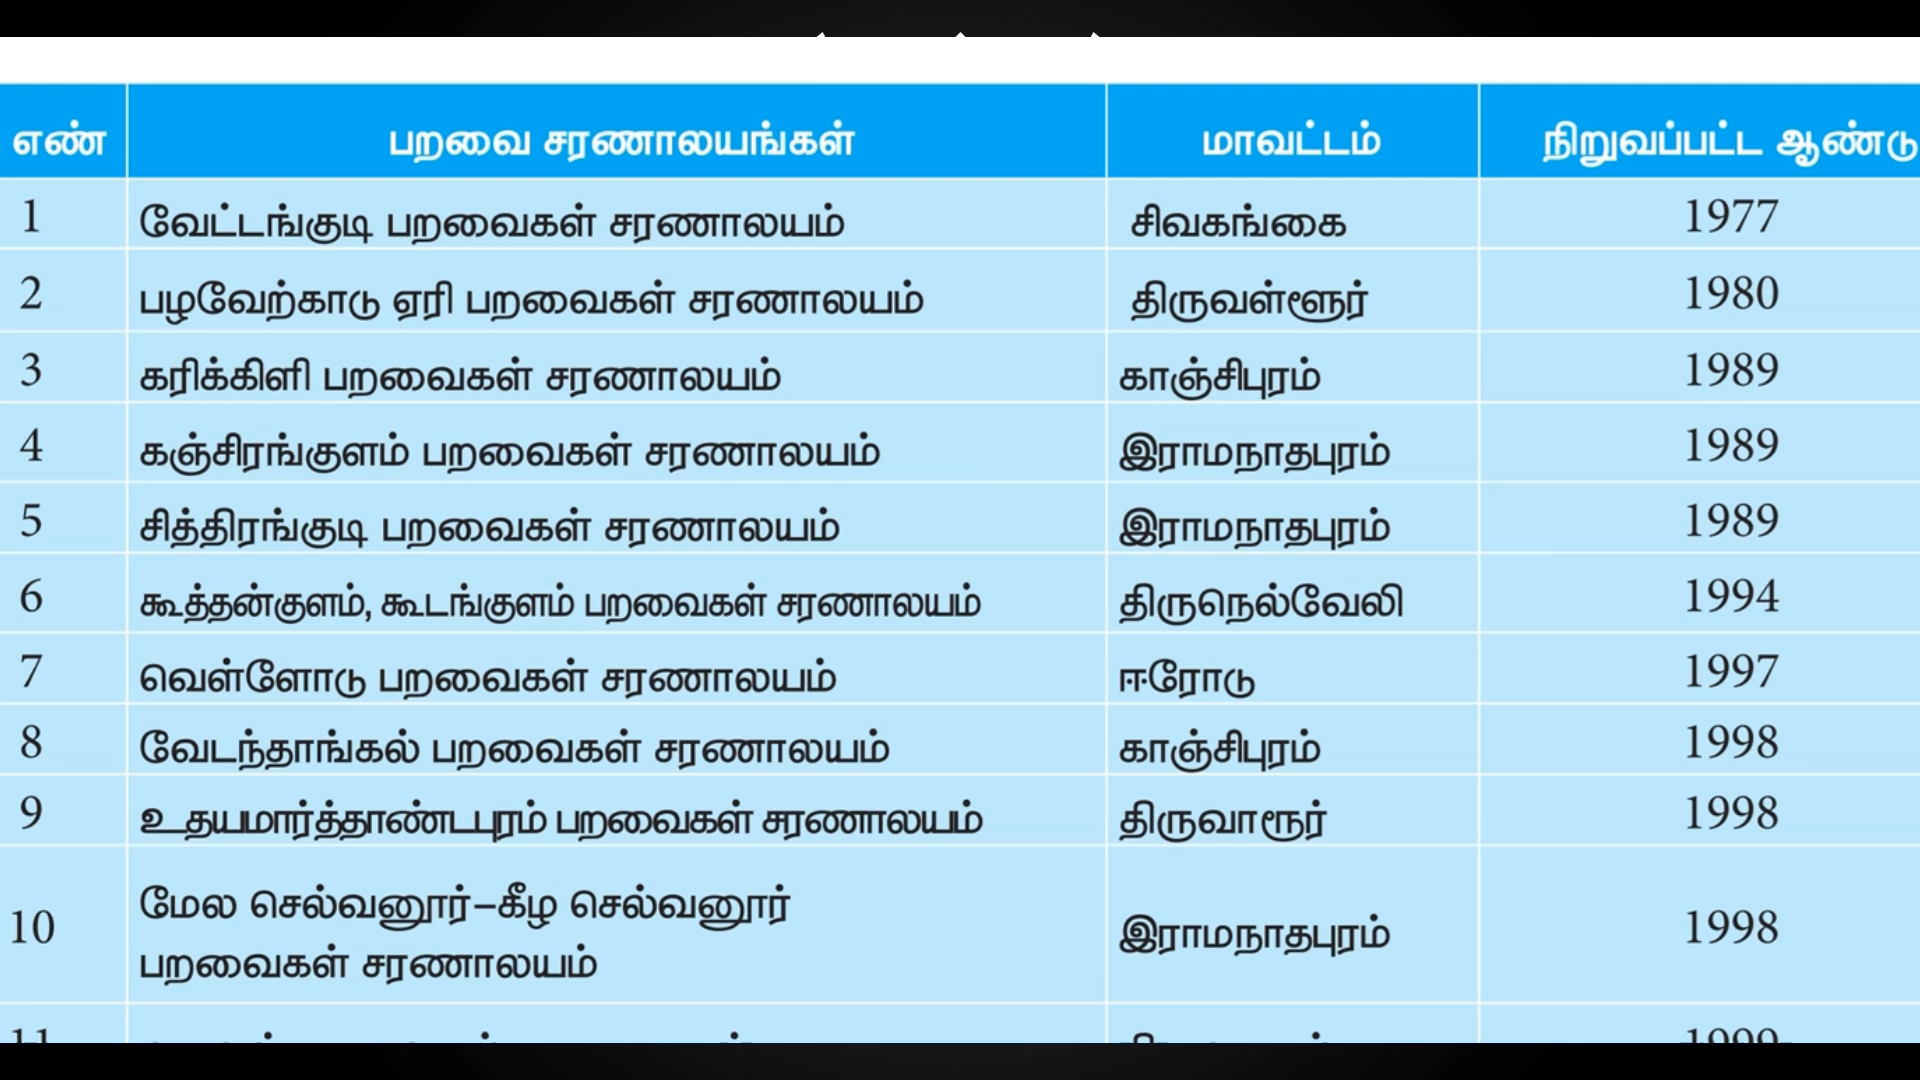 எண் பறவை சரணாலயங்கள் மாவட்டம் நிறுவப்பட்ட ஆண்டு
1 வேட்டங்குடி பறவைகள் சரணாலயம் சிவகங்கை 1977
2 பழவேற்காடு ஏரி பறவைகள் சரணாலயம் திருவள்ளூர் 1980
3 கரிக்கிளி பறவைகள் சரணாலயம் காஞ்சிபுரம் 1989
4 கஞ்சிரங்குளம் பறவைகள் சரணாலயம் இராமநாதபுரம் 1989
5 சித்திரங்குடி பறவைகள் சரணாலயம் இராமநாதபுரம் 1989
6 கூத்தன்குளம், கூடங்குளம் பறவைகள் சரணாலயம் திருநெல்வேலி 1994
7 வெள்ளோடு பறவைகள் சரணாலயம் ஈரோடு 1997
8 வேடந்தாங்கல் பறவைகள் சரணாலயம் காஞ்சிபுரம் 1998
9 உதயமார்த்தாண்டபுரம் பறவைகள் சரணாலயம் திருவாரூர் 1998
10 மேல செல்வனூர்–கீழ செல்வனூர் இராமநாதபுரம் 1998
பறவைகள் சரணாலயம்